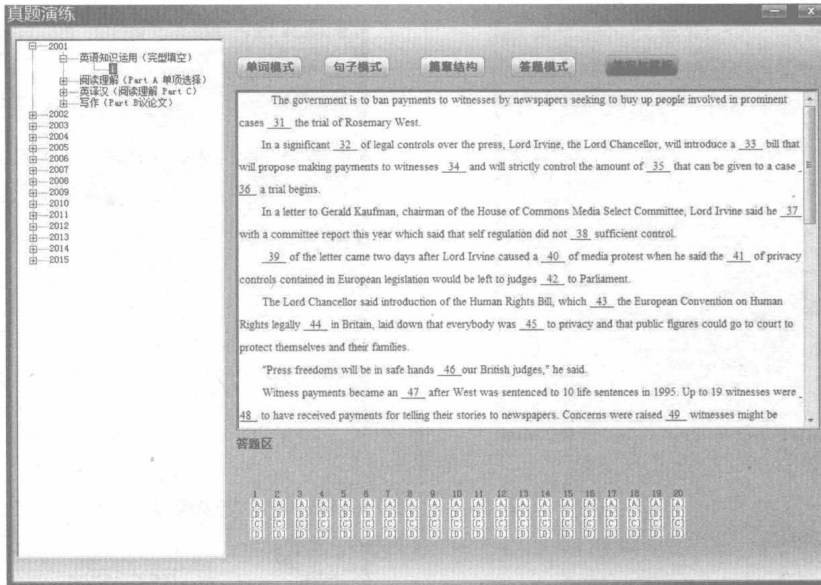 真题演练
2001
英语知识运用（完型填空）
1
阅读理解（Part A 单项选择）
英译汉（阅读理解 Part C）
写作（Part B议论文）
2002
2003
2004
2005
2006
2007
2008
2009
2010
2011
2012
2013
2014
2015
单词模式 句子模式 篇章结构 答题模式
The government is to ban payments to witnesses by newspapers seeking to buy up people involved in prominent
cases 31 the trial of Rosemary West.
In a significant 32 of legal controls over the press, Lord Irvine, the Lord Chancellor, will introduce a 33 bill that
will propose making payments to witnesses 34 and will strictly control the amount of 35 that can be given to a case
36 a trial begins.
In a letter to Gerald Kaufman, chairman of the House of Commons Media Select Committee, Lord Irvine said he 37
with a committee report this year which said that self regulation did not 38 sufficient control.
39 of the letter came two days after Lord Irvine caused a 40 of media protest when he said the 41 of privacy
controls contained in European legislation would be left to judges 42 to Parliament.
The Lord Chancellor said introduction of the Human Rights Bill, which 43 the European Convention on Human
Rights legally 44 in Britain, laid down that everybody was 45 to privacy and that public figures could go to court to
protect themselves and their families.
"Press freedoms will be in safe hands 46 our British judges," he said.
Witness payments became an 47 after West was sentenced to 10 life sentences in 1995. Up to 19 witnesses were
48 to have received payments for telling their stories to newspapers. Concerns were raised 49 witnesses might be
答题区
1 2 3 4 5 6 7 8 9 10 11 12 13 14 15 16 17 18 19 20
[A] [A] [A] [A] [A] [A] [A] [A] [A] [A] [A] [A] [A] [A] [A] [A] [A] [A] [A] [A]
[B] [B] [B] [B] [B] [B] [B] [B] [B] [B] [B] [B] [B] [B] [B] [B] [B] [B] [B] [B]
[C] [C] [C] [C] [C] [C] [C] [C] [C] [C] [C] [C] [C] [C] [C] [C] [C] [C] [C] [C]
[D] [D] [D] [D] [D] [D] [D] [D] [D] [D] [D] [D] [D] [D] [D] [D] [D] [D] [D] [D]